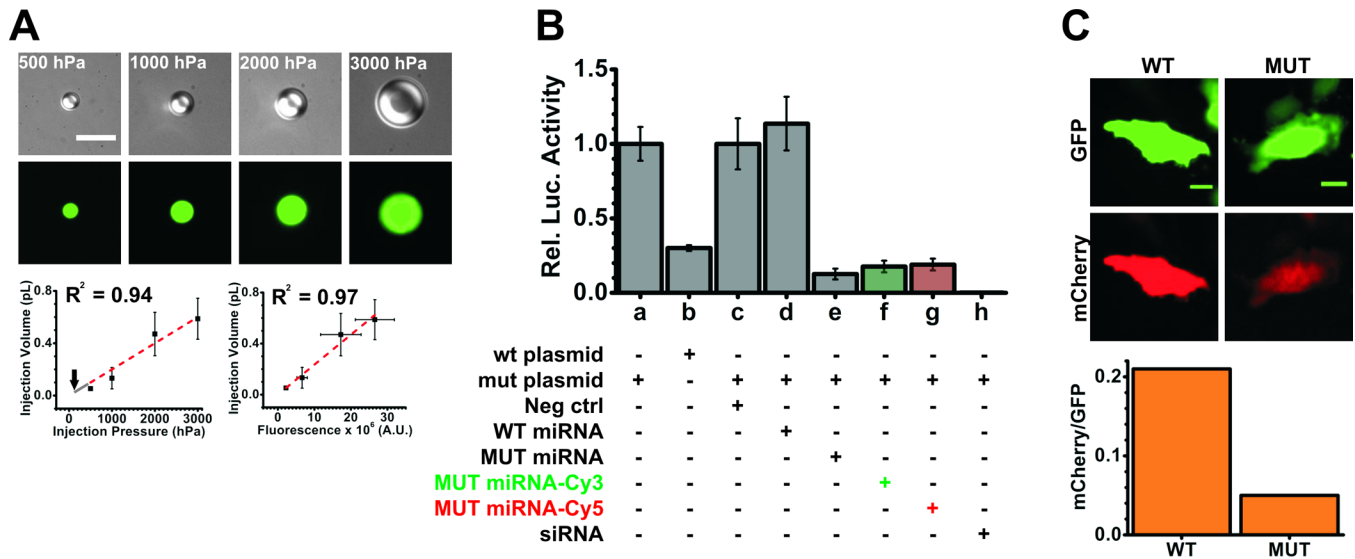 A
500 hPa 1000 hPa 2000 hPa 3000 hPa
R² = 0.94
Injection Volume (pL)
0.8
0.4
0.0
0 1000 2000 3000
Injection Pressure (hPa)
R² = 0.97
Injection Volume (pL)
0.8
0.4
0.0
0 10 20 30
Fluorescence x 10⁶ (A.U.)
B
Rel. Luc. Activity
1.5
1.0
0.5
0.0
a b c d e f g h
wt plasmid - + - - - - - -
mut plasmid + - + + + + + +
Neg ctrl - - + - - - - -
WT miRNA - - - + - - - -
MUT miRNA - - - - + - - -
MUT miRNA-Cy3 - - - - - + - -
MUT miRNA-Cy5 - - - - - - + -
siRNA - - - - - - - +
C
WT MUT
GFP
mCherry
mCherry/GFP
0.2
0.1
0.0
WT MUT